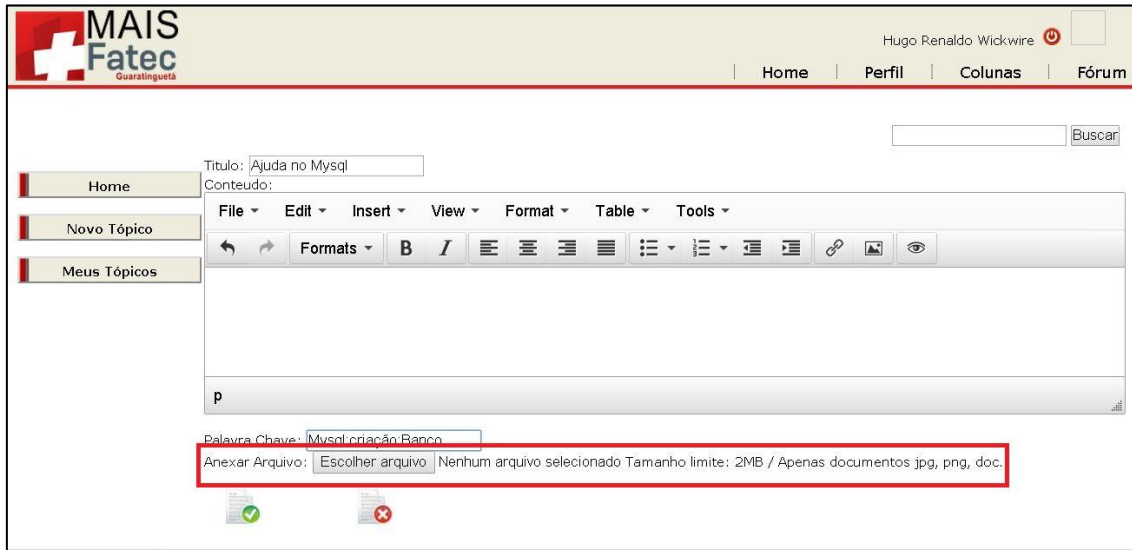 MAIS
Fatec
Guaratinguetá
Hugo Renaldo Wickwire
Home Perfil Colunas Fórum
Buscar
Titulo: Ajuda no Mysql
Home
Conteudo:
File Edit Insert View Format Table Tools
Novo Tópico
Formats B I
Meus Tópicos
p
Palavra Chave: Mysql;criação;Banco
Anexar Arquivo: Escolher arquivo Nenhum arquivo selecionado Tamanho limite: 2MB / Apenas documentos jpg, png, doc.